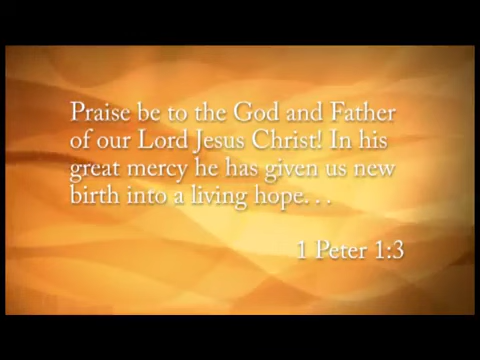 Praise be to the God and Father
of our Lord Jesus Christ! In his
great mercy he has given us new
birth into a living hope. . .
1 Peter 1:3